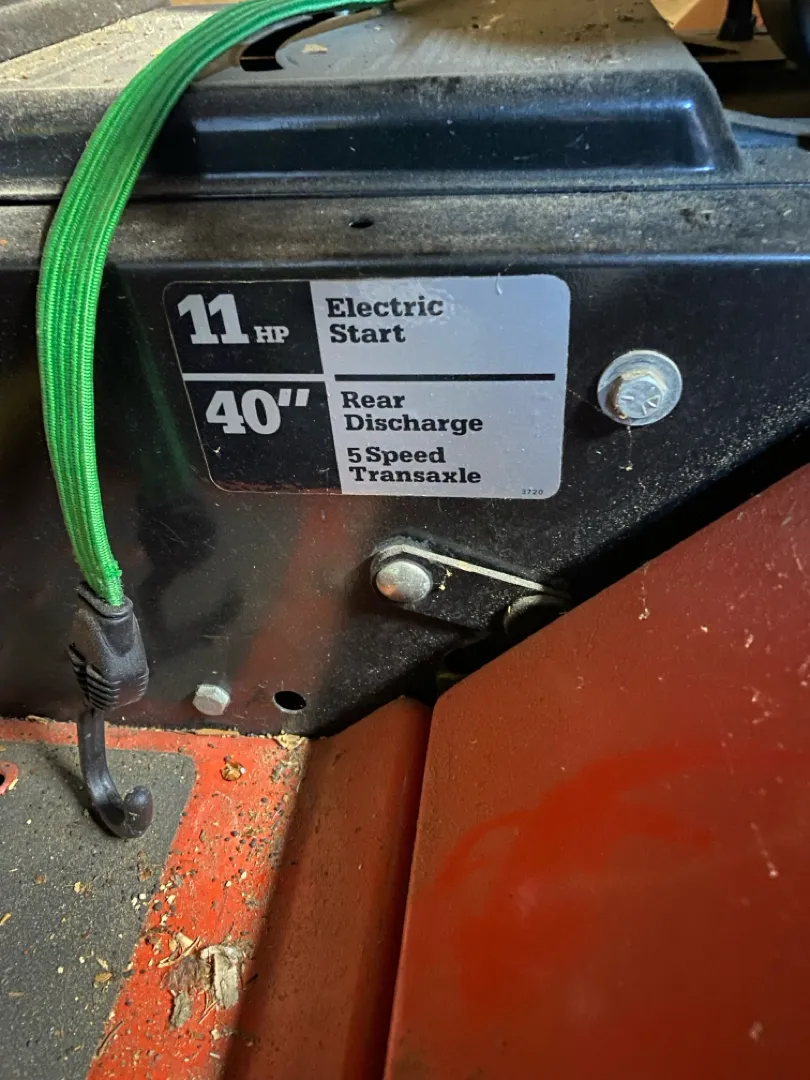 11 HP
Electric
Start
40"
Rear
Discharge
5 Speed
Transaxle
3720